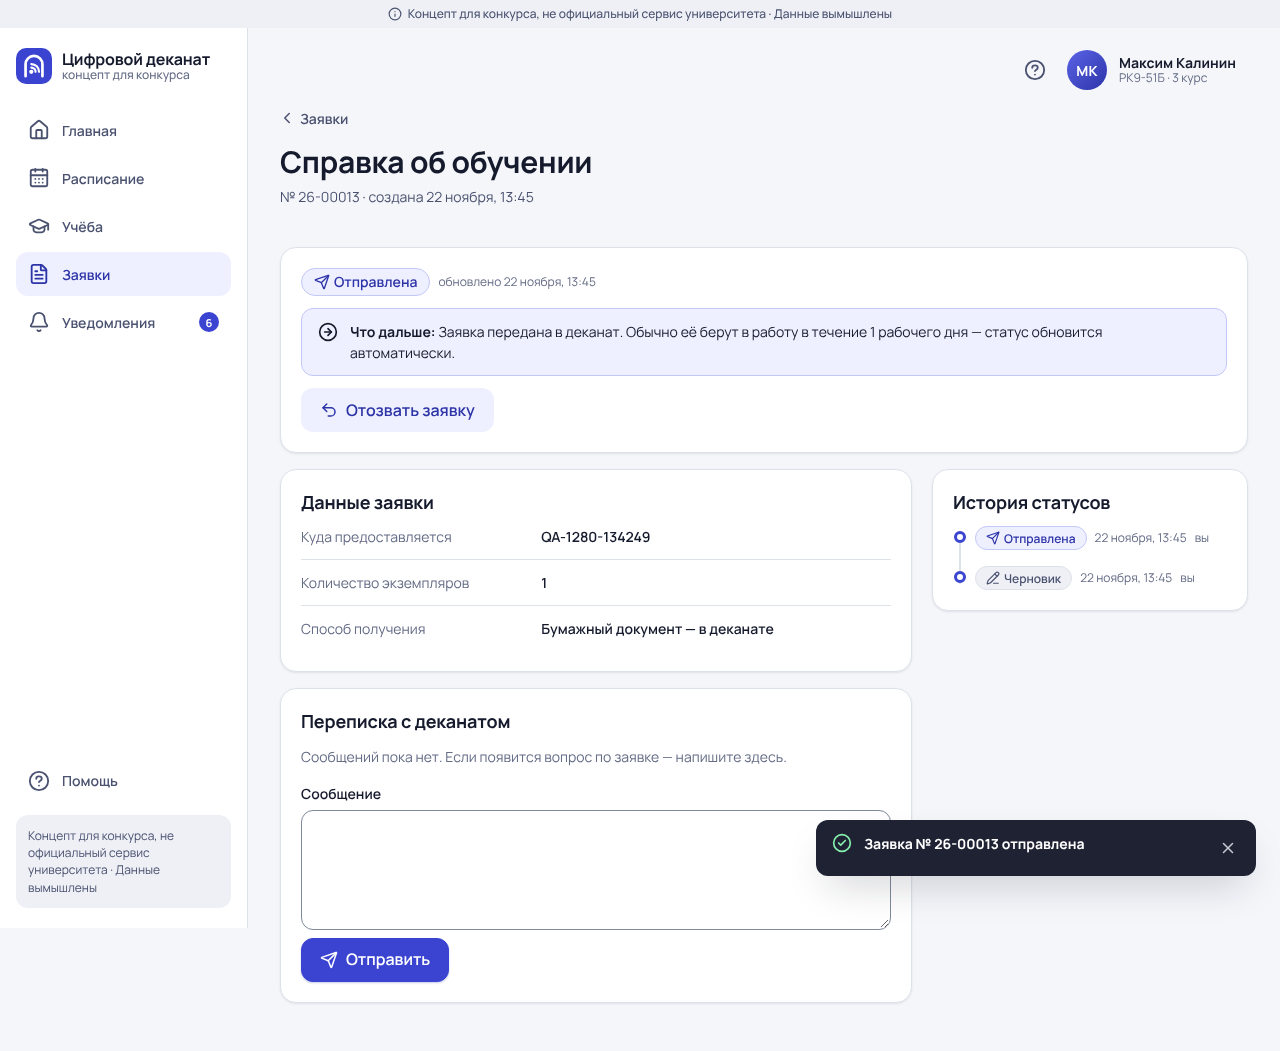 Концепт для конкурса, не официальный сервис университета · Данные вымышлены
Цифровой деканат
концепт для конкурса
Главная
Расписание
Учёба
Заявки
Уведомления
6
Помощь
Концепт для конкурса, не
официальный сервис
университета · Данные
вымышлены
МК
Максим Калинин
РК9-51Б · 3 курс
Заявки
Справка об обучении
№ 26-00013 · создана 22 ноября, 13:45
Отправлена
обновлено 22 ноября, 13:45
Что дальше: Заявка передана в деканат. Обычно её берут в работу в течение 1 рабочего дня — статус обновится
автоматически.
Отозвать заявку
Данные заявки
Куда предоставляется
QA-1280-134249
Количество экземпляров
1
Способ получения
Бумажный документ — в деканате
История статусов
Отправлена
22 ноября, 13:45
вы
Черновик
22 ноября, 13:45
вы
Переписка с деканатом
Сообщений пока нет. Если появится вопрос по заявке — напишите здесь.
Сообщение
Заявка № 26-00013 отправлена
Отправить